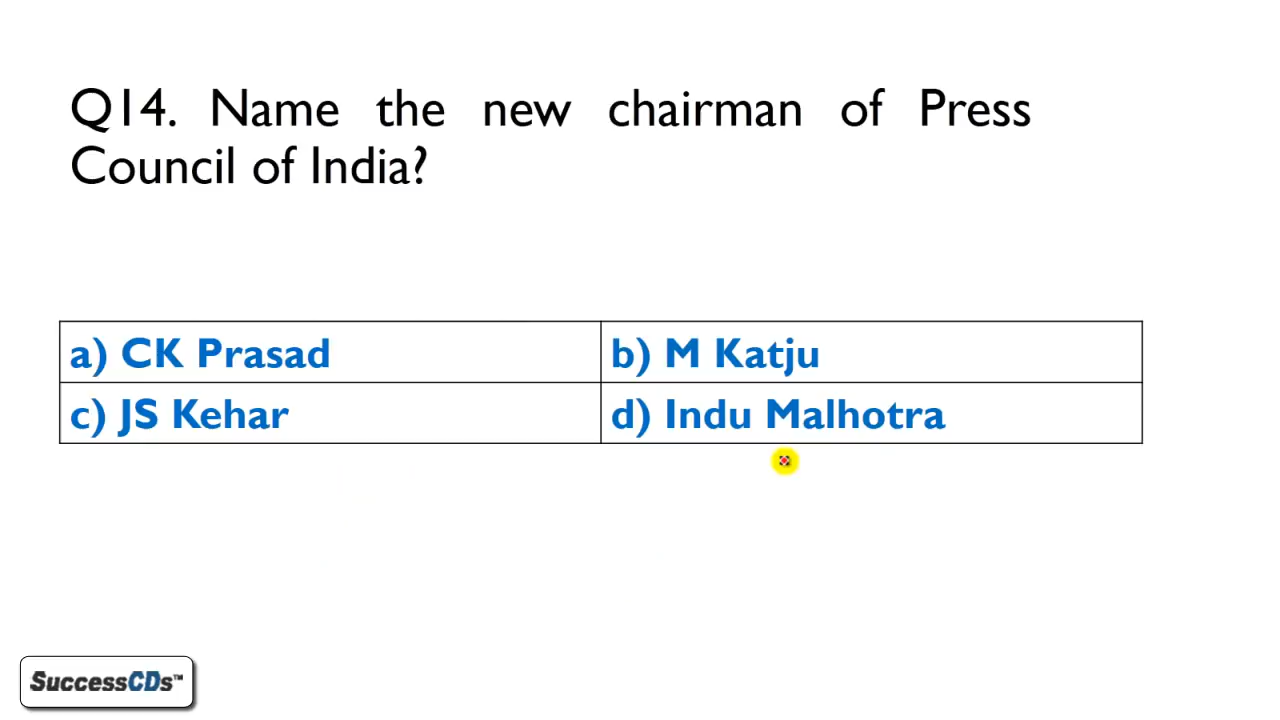 Q14. Name the new chairman of Press
Council of India?
a) CK Prasad
b) M Katju
c) JS Kehar
d) Indu Malhotra
SuccessCDs™